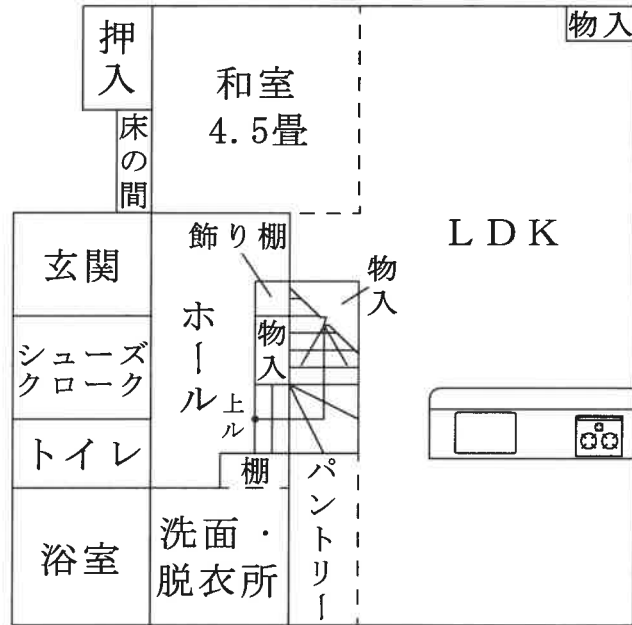 押入
和室
4.5畳
物入
床の間
LDK
玄関
飾り棚
物入
ホール
物入
シューズ
クローク
上ル
トイレ
棚
パントリー
浴室
洗面・
脱衣所